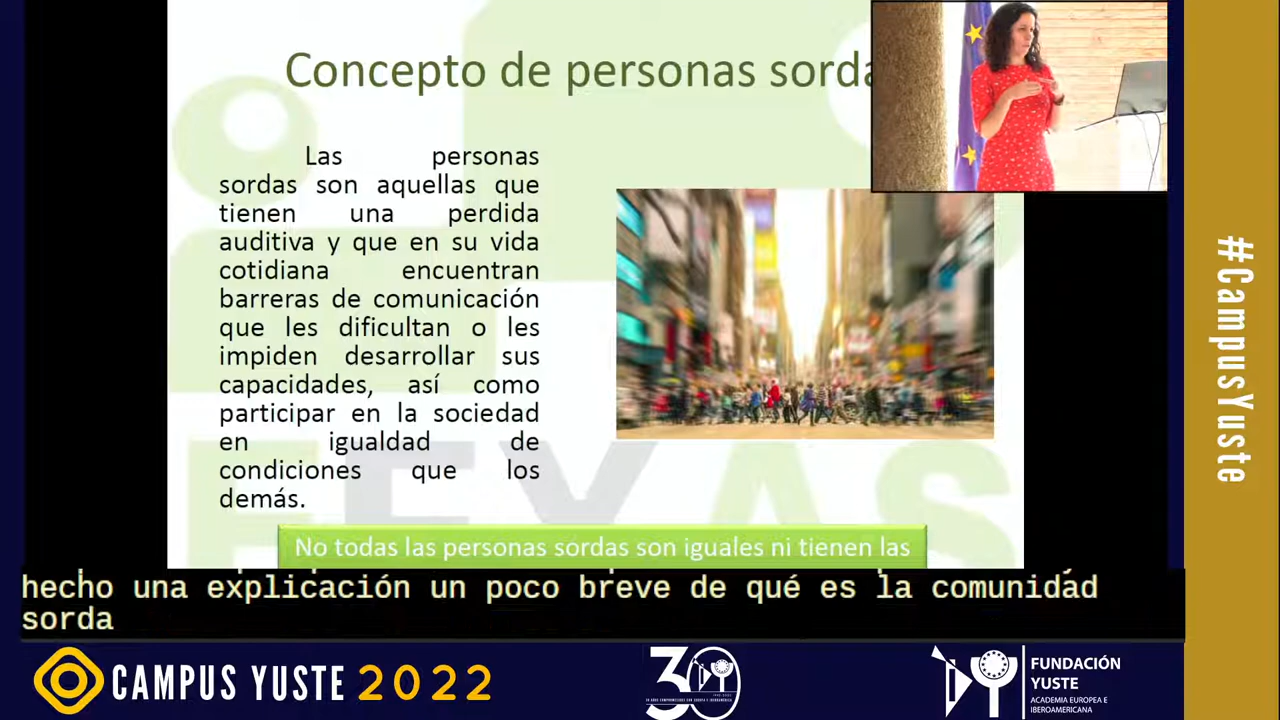 Concepto de personas sorda
Las personas
sordas son aquellas que
tienen una perdida
auditiva y que en su vida
cotidiana encuentran
barreras de comunicación
que les dificultan o les
impiden desarrollar sus
capacidades, así como
participar en la sociedad
en igualdad de
condiciones que los
demás.
No todas las personas sordas son iguales ni tienen las
hecho una explicación un poco breve de qué es la comunidad
sorda
CAMPUS YUSTE 2022
30
FUNDACIÓN
YUSTE
ACADEMIA EUROPEA E
IBEROAMERICANA
#CampusYuste
FEXAS